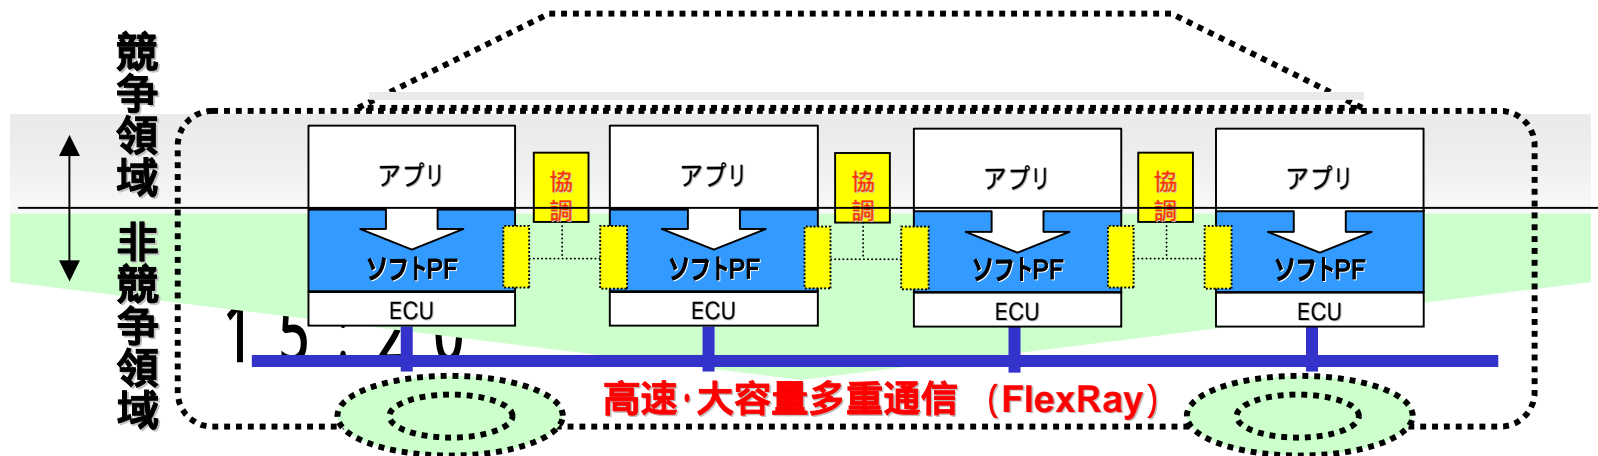 競争領域
非競争領域
アプリ
協調
アプリ
協調
アプリ
協調
アプリ
ソフトPF
ソフトPF
ソフトPF
ソフトPF
ECU
ECU
ECU
ECU
高速・大容量多重通信（FlexRay）